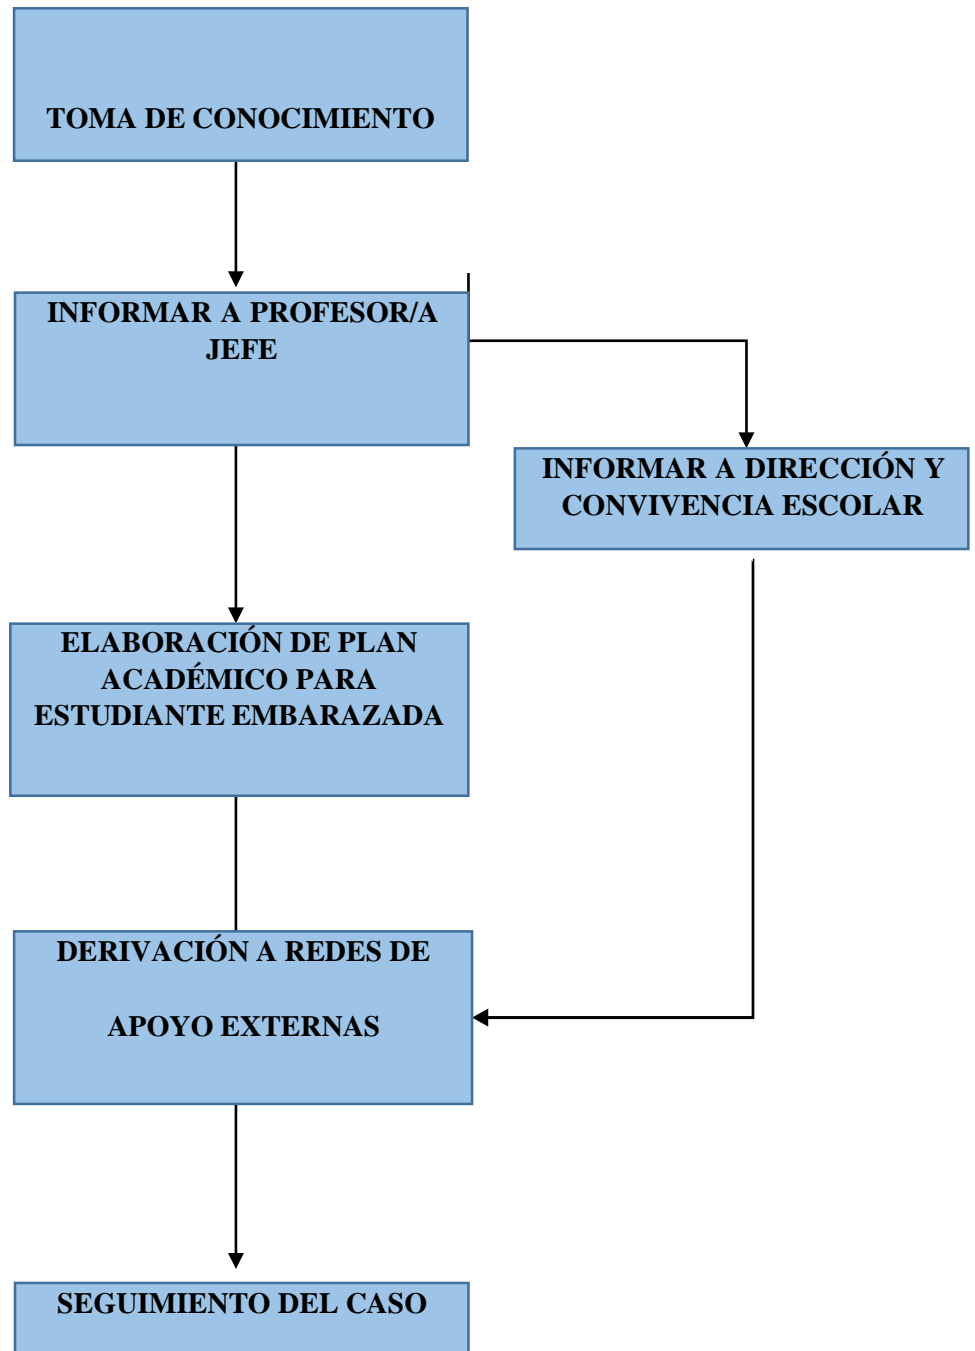 TOMA DE CONOCIMIENTO
INFORMAR A PROFESOR/A
JEFE
INFORMAR A DIRECCIÓN Y
CONVIVENCIA ESCOLAR
ELABORACIÓN DE PLAN
ACADÉMICO PARA
ESTUDIANTE EMBARAZADA
DERIVACIÓN A REDES DE
APOYO EXTERNAS
SEGUIMIENTO DEL CASO